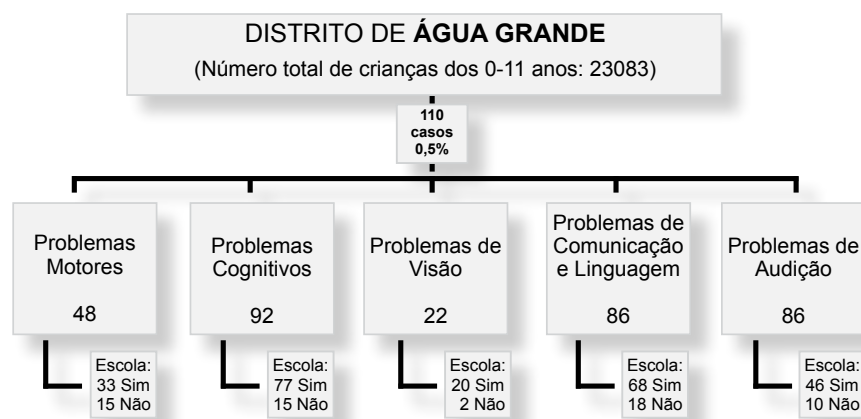 DISTRITO DE ÁGUA GRANDE
(Número total de crianças dos 0-11 anos: 23083)
110
casos
0,5%
Problemas
Motores
48
Problemas
Cognitivos
92
Problemas de
Visão
22
Problemas de
Comunicação
e Linguagem
86
Problemas de
Audição
86
Escola:
33 Sim
15 Não
Escola:
77 Sim
15 Não
Escola:
20 Sim
2 Não
Escola:
68 Sim
18 Não
Escola:
46 Sim
10 Não